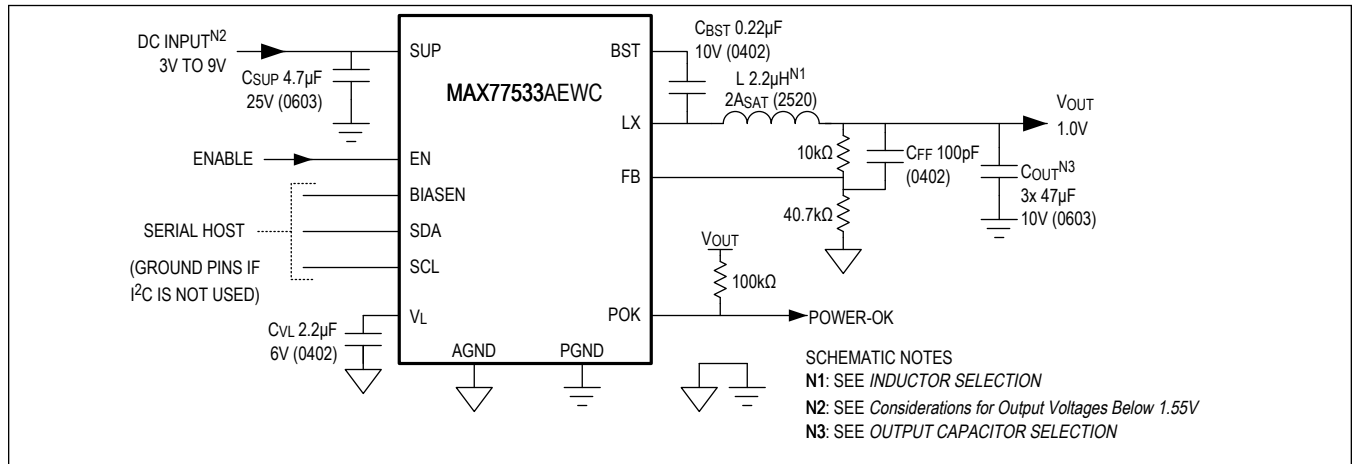 DC INPUTN2
3V TO 9V
CSUP 4.7µF
25V (0603)
ENABLE
SERIAL HOST
(GROUND PINS IF
I2C IS NOT USED)
CVL 2.2µF
6V (0402)
MAX77533AEWC
SUP
EN
BIASEN
SDA
SCL
VL
AGND
PGND
BST
LX
FB
POK
CBST 0.22µF
10V (0402)
L 2.2µHN1
2ASAT (2520)
10kΩ
CFF 100pF
(0402)
40.7kΩ
VOUT
1.0V
COUTN3
3x 47µF
10V (0603)
VOUT
100kΩ
POWER-OK
SCHEMATIC NOTES
N1: SEE INDUCTOR SELECTION
N2: SEE Considerations for Output Voltages Below 1.55V
N3: SEE OUTPUT CAPACITOR SELECTION